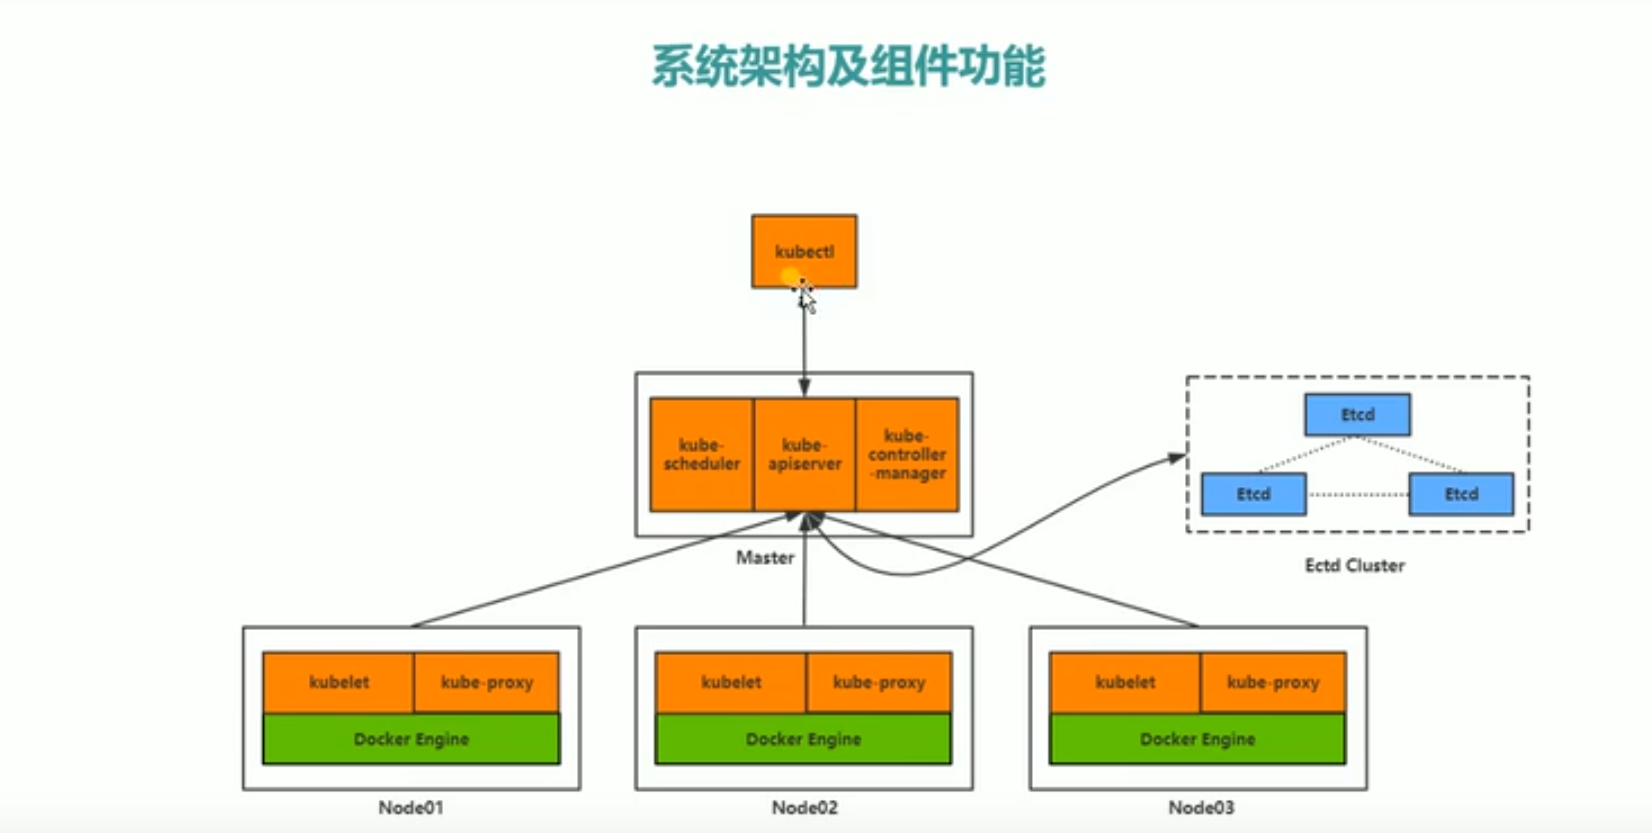 系统架构及组件功能
kubectl
kube-
scheduler
kube-
apiserver
kube-
controller
-manager
Master
Etcd
Etcd
Etcd
Ectd Cluster
kubelet
kube-proxy
Docker Engine
Node01
kubelet
kube-proxy
Docker Engine
Node02
kubelet
kube-proxy
Docker Engine
Node03